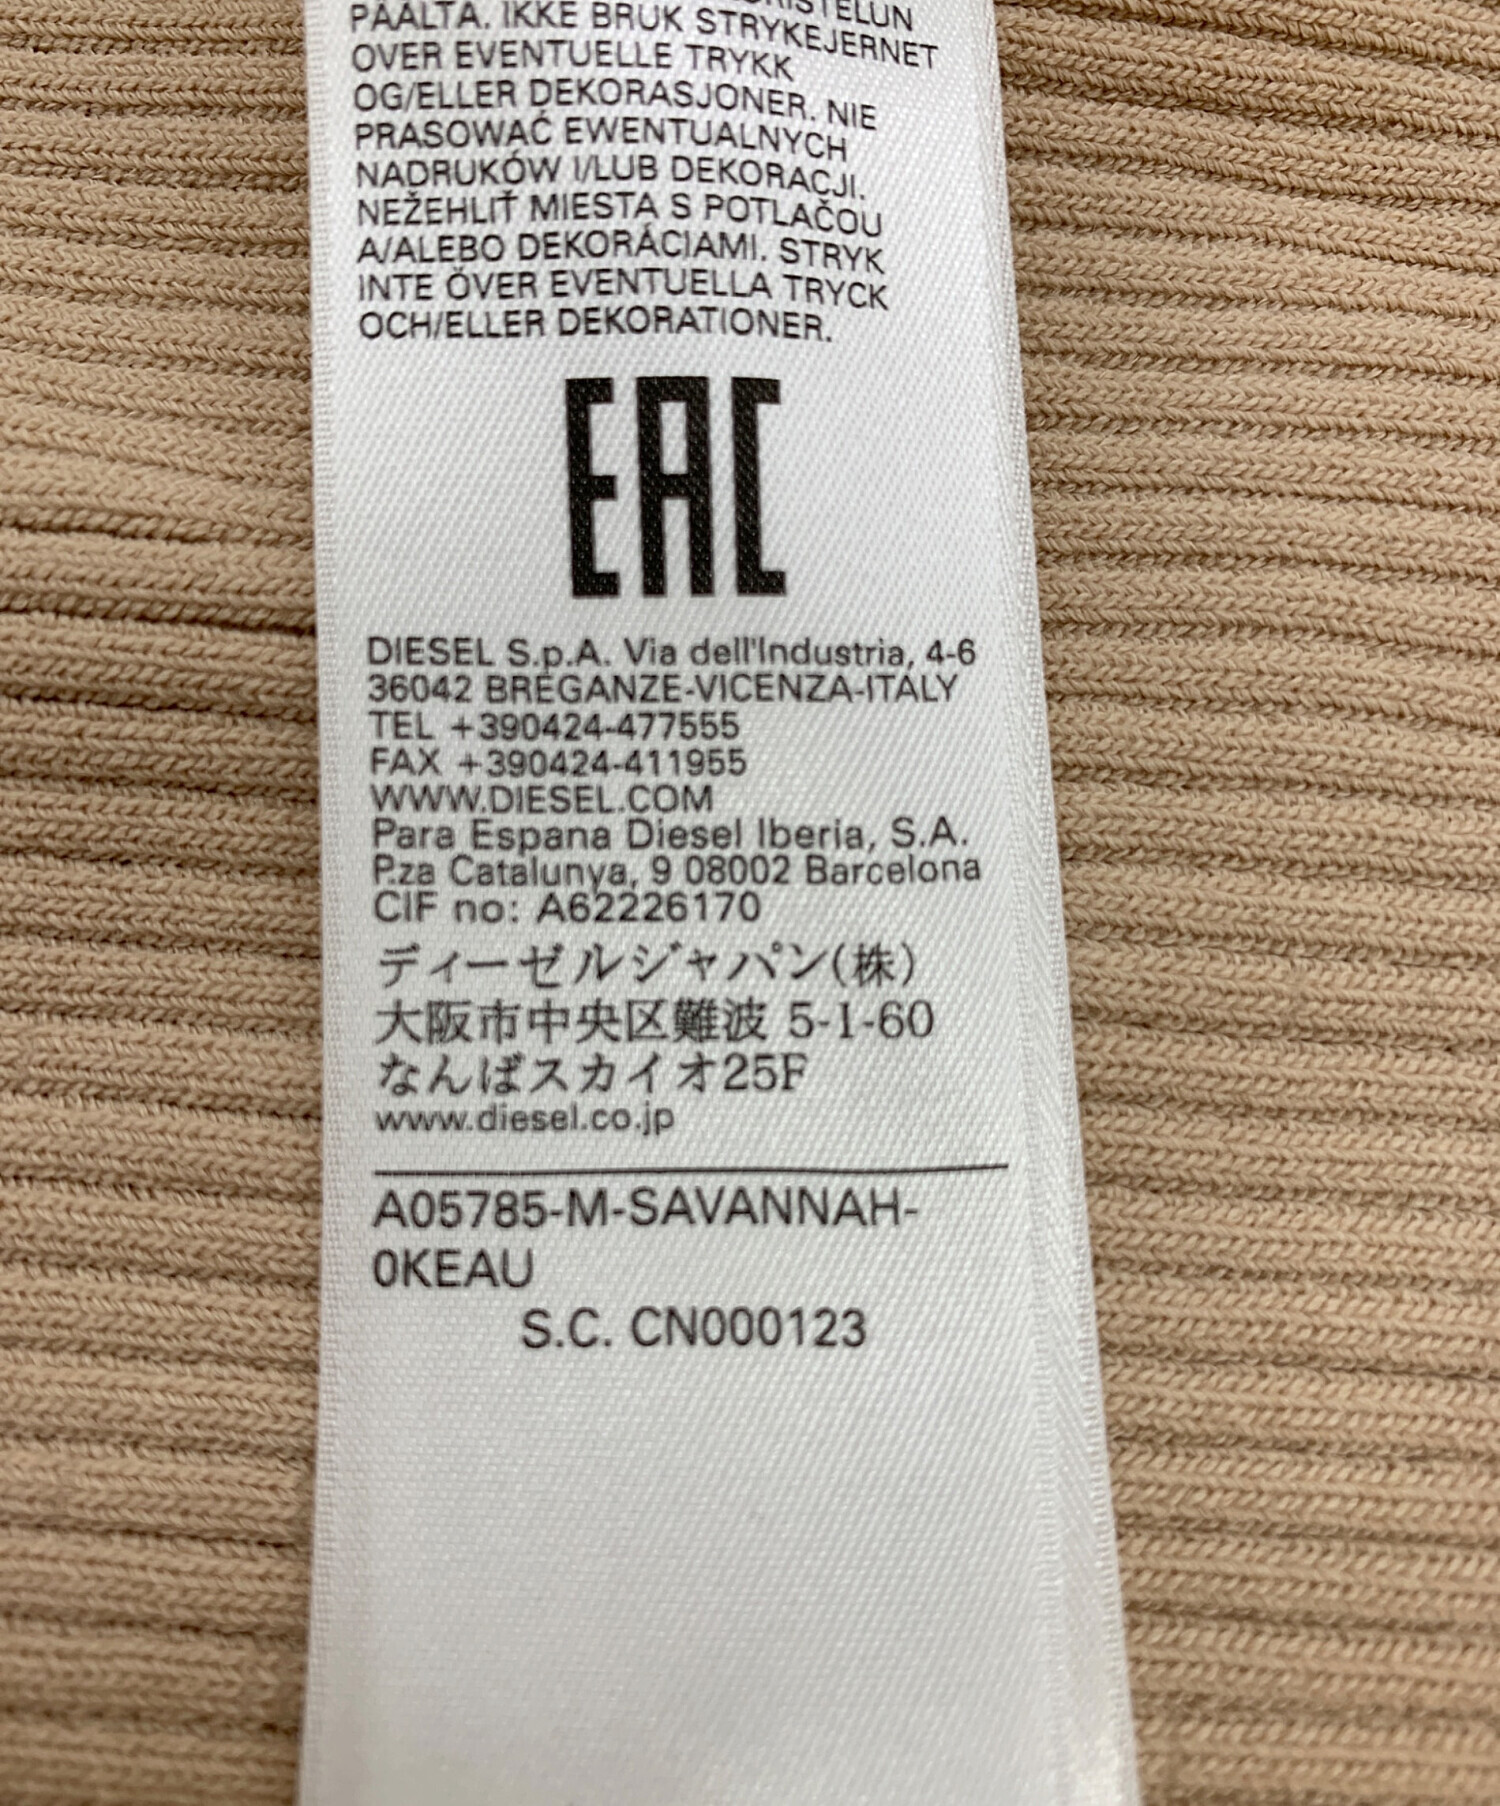 PÄÄLTÄ. IKKE BRUK STRYKEJERNET
OVER EVENTUELLE TRYKK
OG/ELLER DEKORASJONER. NIE
PRASOWAĆ EWENTUALNYCH
NADRUKÓW I/LUB DEKORACJI.
NEŽEHLIŤ MIESTA S POTLAČOU
A/ALEBO DEKORÁCIAMI. STRYK
INTE ÖVER EVENTUELLA TRYCK
OCH/ELLER DEKORATIONER.
EAC
DIESEL S.p.A. Via dell'Industria, 4-6
36042 BREGANZE-VICENZA-ITALY
TEL +390424-477555
FAX +390424-411955
WWW.DIESEL.COM
Para Espana Diesel Iberia, S.A.
P.za Catalunya, 9 08002 Barcelona
CIF no: A62226170
ディーゼルジャパン(株)
大阪市中央区難波 5-1-60
なんばスカイオ25F
www.diesel.co.jp
A05785-M-SAVANNAH-
0KEAU
S.C. CN000123